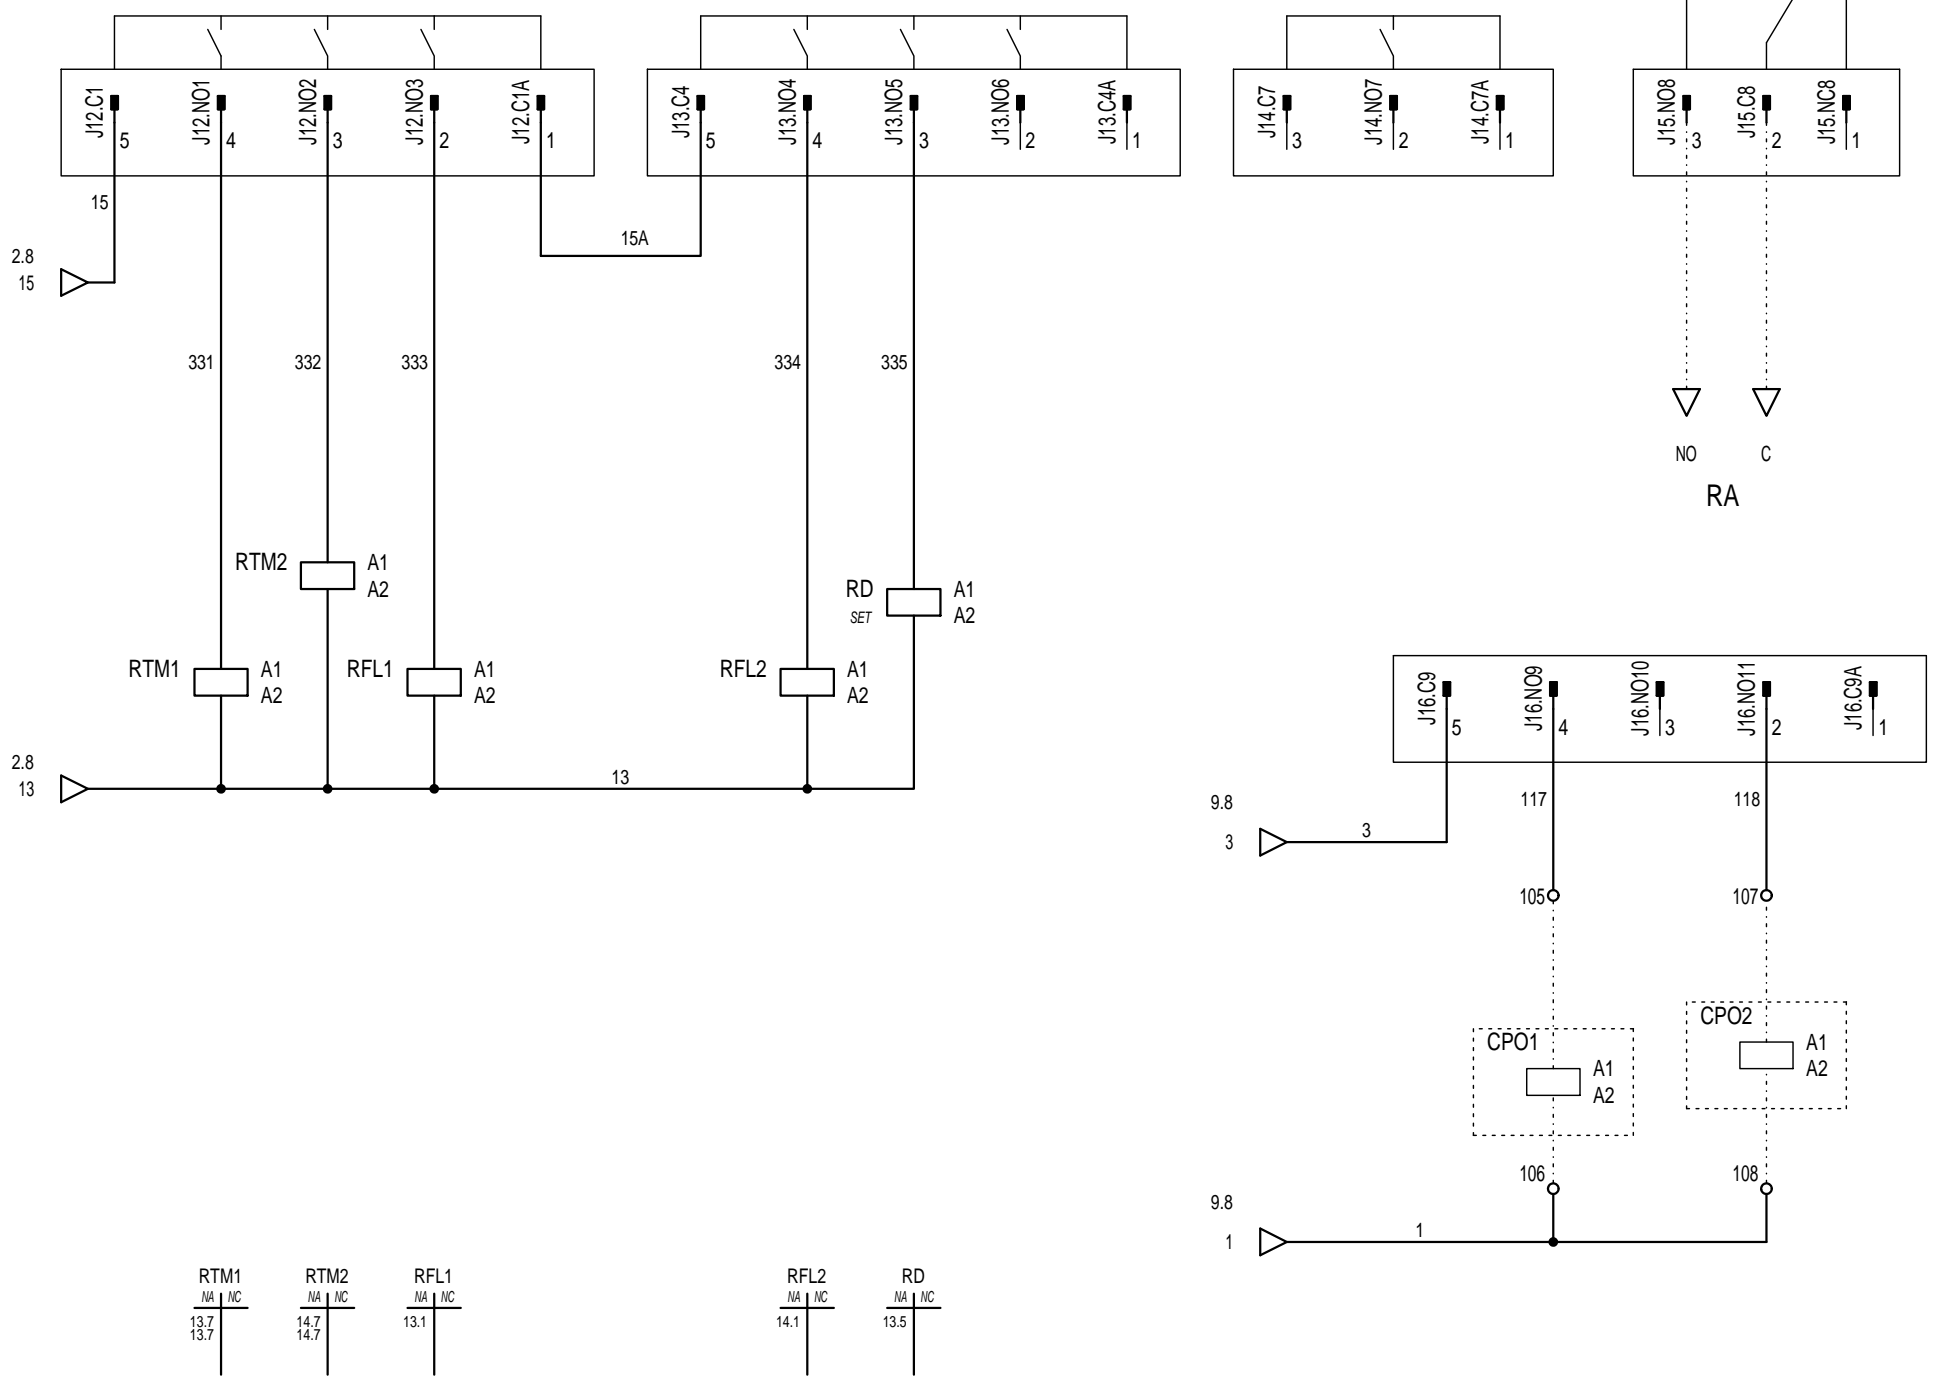 J12.C1 J12.NO1 J12.NO2 J12.NO3 J12.C1A J13.C4 J13.NO4 J13.NO5 J13.NO6 J13.C4A J14.C7 J14.NO7 J14.C7A J15.NO8 J15.C8 J15.NC8
5 4 3 2 1 5 4 3 2 1 3 2 1 3 2 1
15
15A
2.8
15
331 332 333 334 335
NO C
RA
RTM2 A1
A2
RD A1
SET A2
RTM1 A1
A2
RFL1 A1
A2
RFL2 A1
A2
J16.C9 J16.NO9 J16.NO10 J16.NO11 J16.C9A
5 4 3 2 1
2.8
13
13
117 118
9.8
3
3
105 107
CPO2
A1
A2
CPO1
A1
A2
106 108
9.8
1
1
RTM1 RTM2 RFL1 RFL2 RD
NA NC NA NC NA NC NA NC NA NC
13.7 14.7 13.1 14.1 13.5
13.7 14.7